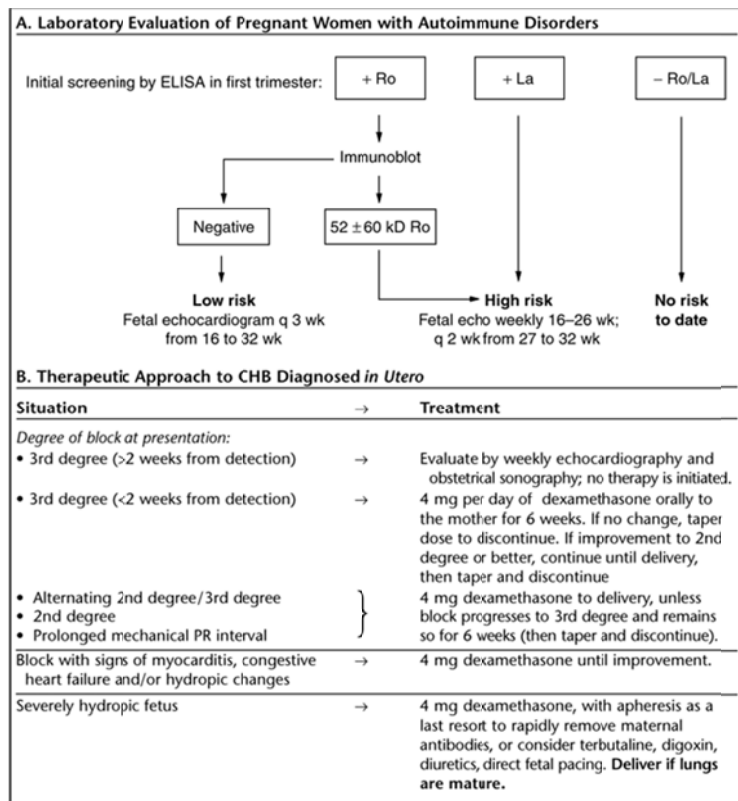 A. Laboratory Evaluation of Pregnant Women with Autoimmune Disorders
Initial screening by ELISA in first trimester:
+ Ro
+ La
− Ro/La
Immunoblot
Negative
52 ±60 kD Ro
Low risk
Fetal echocardiogram q 3 wk
from 16 to 32 wk
High risk
Fetal echo weekly 16–26 wk;
q 2 wk from 27 to 32 wk
No risk
to date
B. Therapeutic Approach to CHB Diagnosed in Utero
Situation → Treatment
Degree of block at presentation:
• 3rd degree (>2 weeks from detection) → Evaluate by weekly echocardiography and
obstetrical sonography; no therapy is initiated.
• 3rd degree (<2 weeks from detection) → 4 mg per day of dexamethasone orally to
the mother for 6 weeks. If no change, taper
dose to discontinue. If improvement to 2nd
degree or better, continue until delivery,
then taper and discontinue
• Alternating 2nd degree/3rd degree → 4 mg dexamethasone to delivery, unless
• 2nd degree block progresses to 3rd degree and remains
• Prolonged mechanical PR interval so for 6 weeks (then taper and discontinue).
Block with signs of myocarditis, congestive → 4 mg dexamethasone until improvement.
heart failure and/or hydropic changes
Severely hydropic fetus → 4 mg dexamethasone, with apheresis as a
last resort to rapidly remove maternal
antibodies, or consider terbutaline, digoxin,
diuretics, direct fetal pacing. Deliver if lungs
are mature.